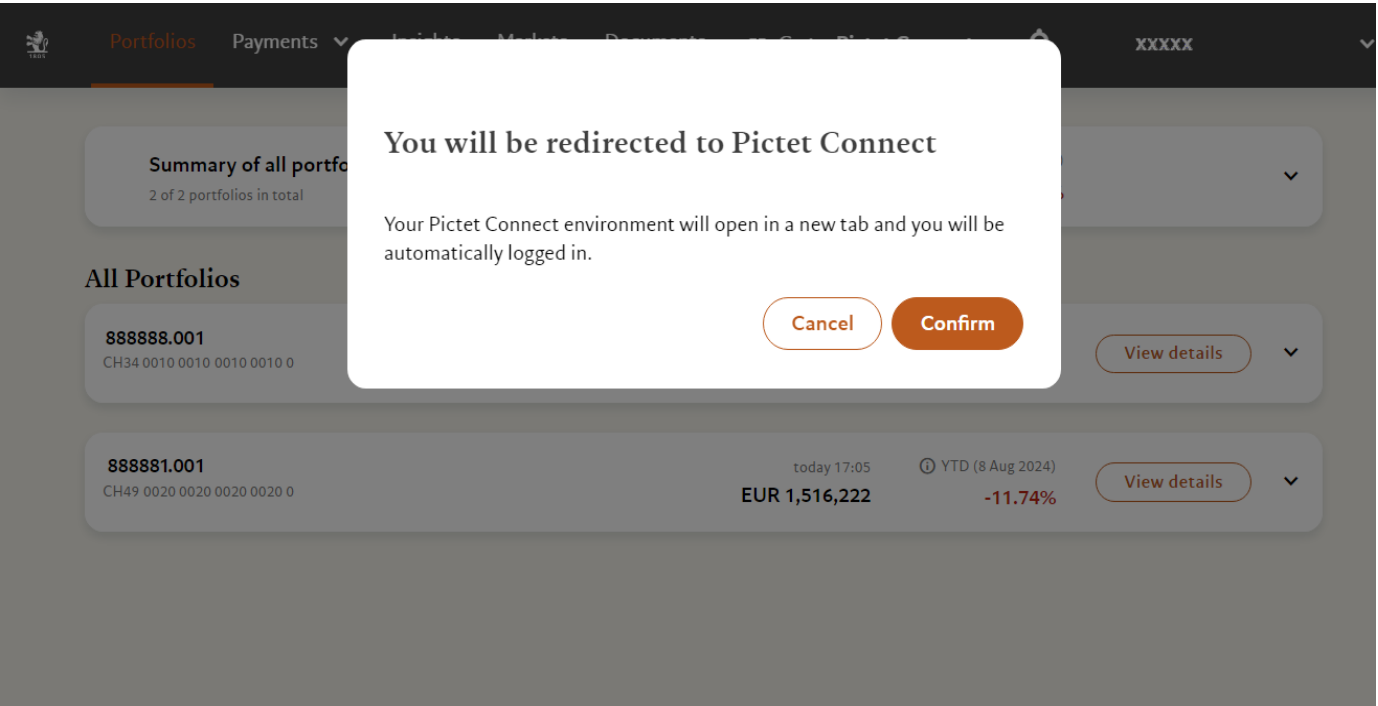 Portfolios Payments
xxxxx
1805
You will be redirected to Pictet Connect
Your Pictet Connect environment will open in a new tab and you will be
automatically logged in.
Cancel Confirm
Summary of all portfo
2 of 2 portfolios in total
All Portfolios
888888.001
CH34 0010 0010 0010 0010 0
View details
888881.001
CH49 0020 0020 0020 0020 0
today 17:05 YTD (8 Aug 2024)
EUR 1,516,222 -11.74%
View details